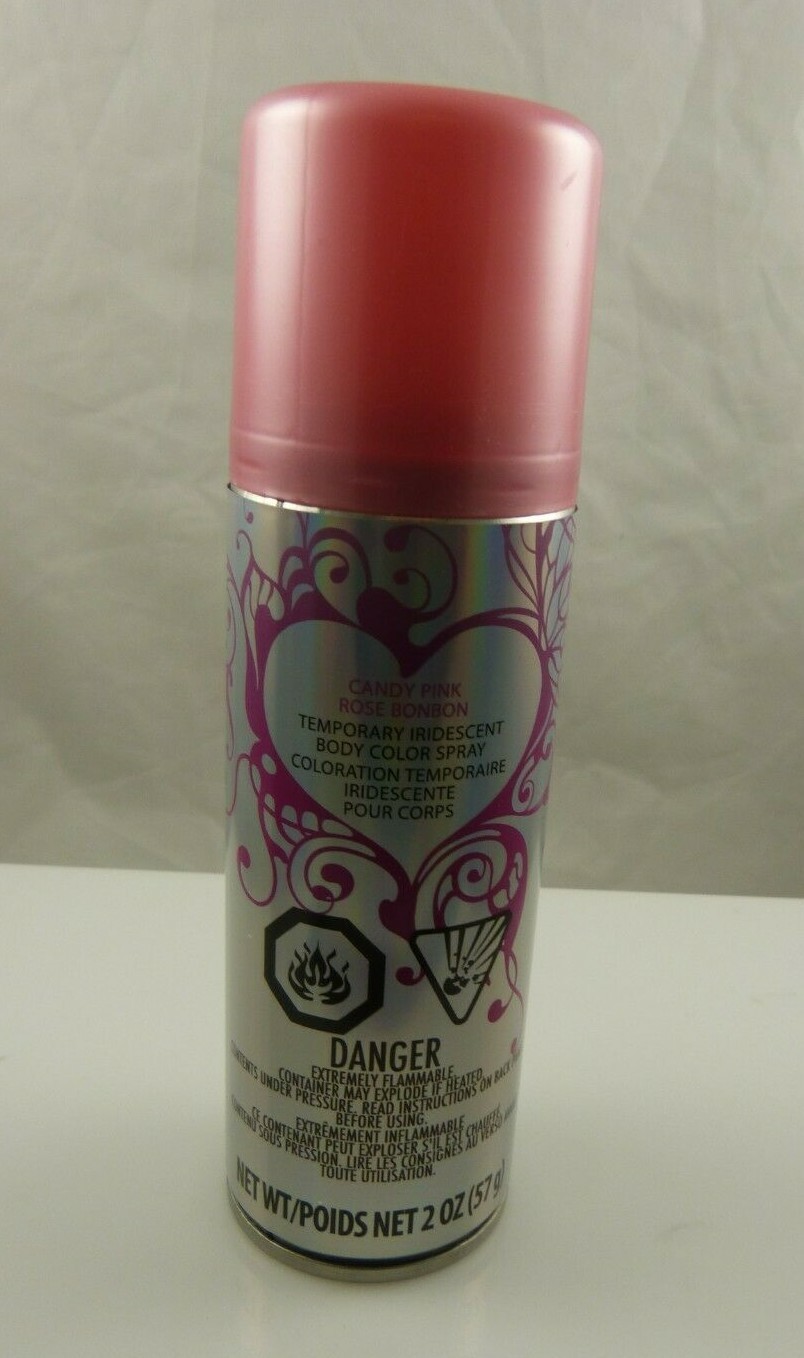 CANDY PINK
ROSE BONBON
TEMPORARY IRIDESCENT
BODY COLOR SPRAY
COLORATION TEMPORAIRE
IRIDESCENTE
POUR CORPS
DANGER
EXTREMELY FLAMMABLE
CONTAINER MAY EXPLODE IF HEATED.
CONTENTS UNDER PRESSURE. READ INSTRUCTIONS ON BACK
BEFORE USING.
EXTRÊMEMENT INFLAMMABLE
CE CONTENANT PEUT EXPLOSER S'IL EST CHAUFFÉ.
CONTENU SOUS PRESSION. LIRE LES CONSIGNES AU VERSO
TOUTE UTILISATION.
NET WT/POIDS NET 2 OZ (57 g)